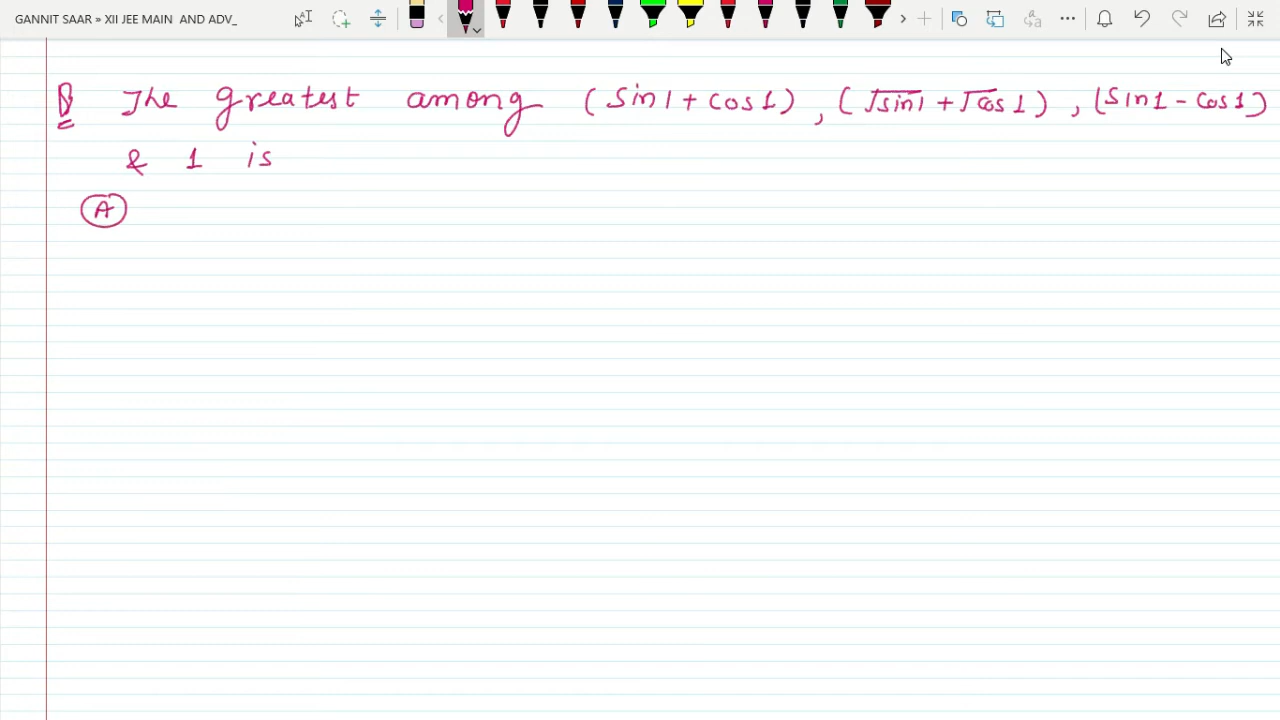 GANNIT SAAR » XII JEE MAIN AND ADV_
Q The greatest among (sin1 + cos1), (√sin1 + √cos1), (sin1 - cos1)
& 1 is
A